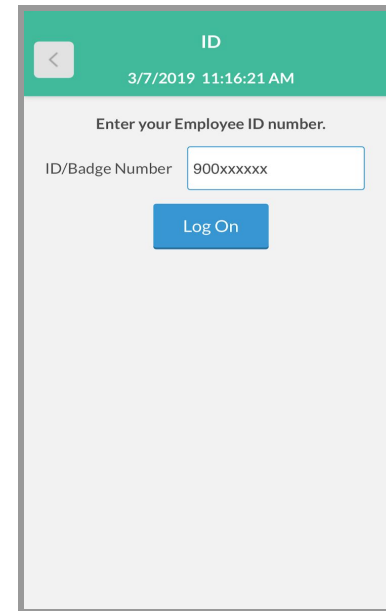 ID
3/7/2019 11:16:21 AM
Enter your Employee ID number.
ID/Badge Number 900xxxxxx
Log On